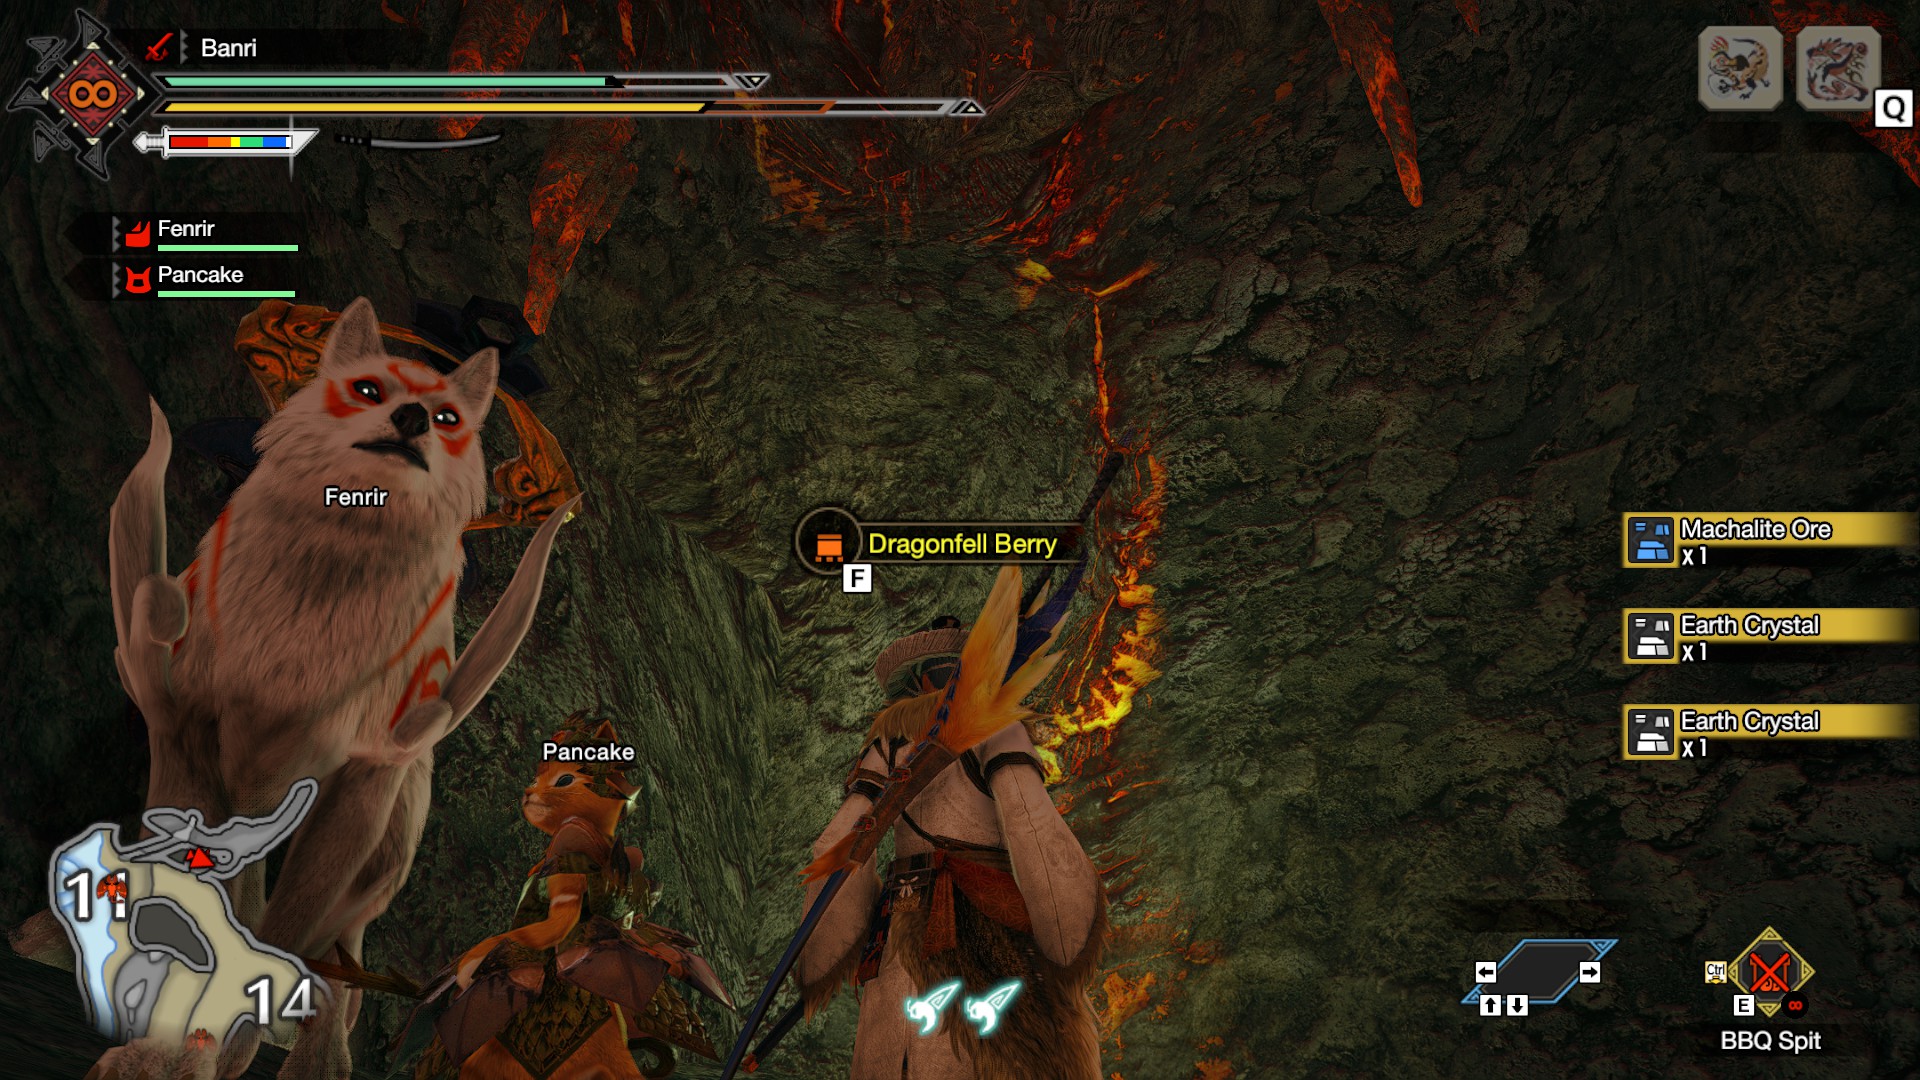 Banri
Q
Fenrir
Pancake
Fenrir
Dragonfell Berry
F
Machalite Ore
x 1
Earth Crystal
x 1
Pancake
Earth Crystal
x 1
11
14
Ctrl
E
BBQ Spit